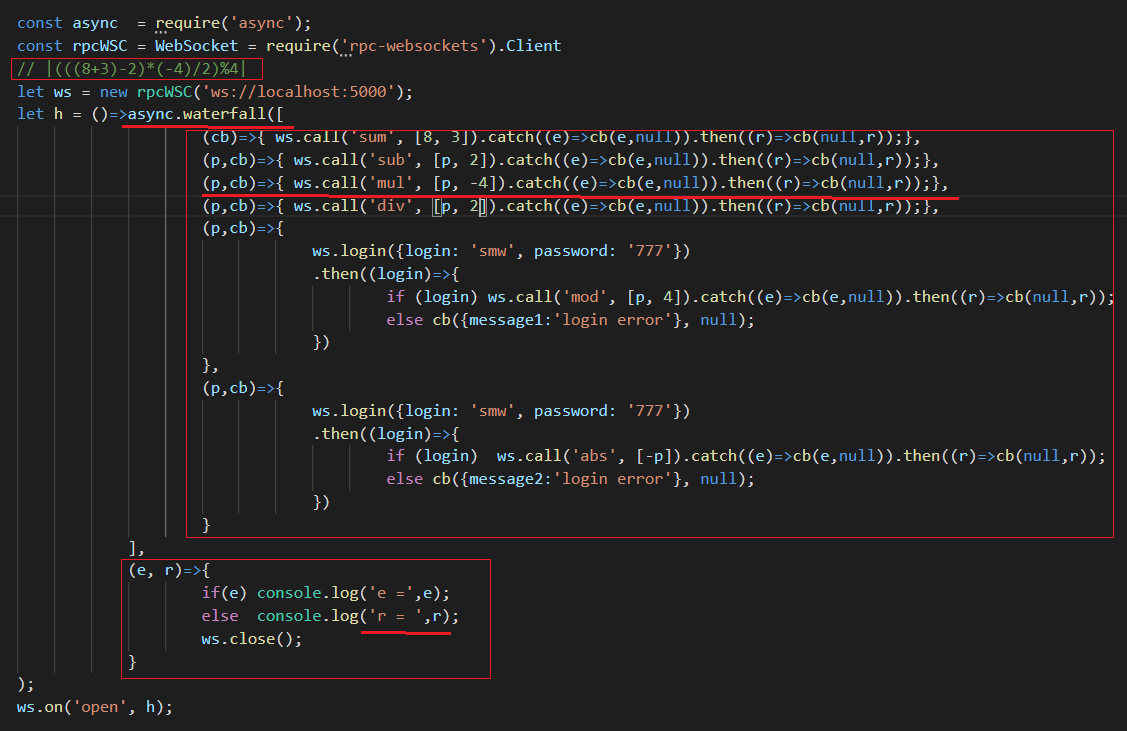 const async  = require('async');
const rpcWSC = WebSocket = require('rpc-websockets').Client
// |(((8+3)-2)*(-4)/2)%4|
let ws = new rpcWSC('ws://localhost:5000');
let h = ()=>async.waterfall([
(cb)=>{ ws.call('sum', [8, 3]).catch((e)=>cb(e,null)).then((r)=>cb(null,r));},
(p,cb)=>{ ws.call('sub', [p, 2]).catch((e)=>cb(e,null)).then((r)=>cb(null,r));},
(p,cb)=>{ ws.call('mul', [p, -4]).catch((e)=>cb(e,null)).then((r)=>cb(null,r));},
(p,cb)=>{ ws.call('div', [p, 2]).catch((e)=>cb(e,null)).then((r)=>cb(null,r));},
(p,cb)=>{
ws.login({login: 'smw', password: '777'})
.then((login)=>{
if (login) ws.call('mod', [p, 4]).catch((e)=>cb(e,null)).then((r)=>cb(null,r));
else cb({message1:'login error'}, null);
})
},
(p,cb)=>{
ws.login({login: 'smw', password: '777'})
.then((login)=>{
if (login)  ws.call('abs', [-p]).catch((e)=>cb(e,null)).then((r)=>cb(null,r));
else cb({message2:'login error'}, null);
})
}
],
(e, r)=>{
if(e) console.log('e =',e);
else  console.log('r = ',r);
ws.close();
}
);
ws.on('open', h);